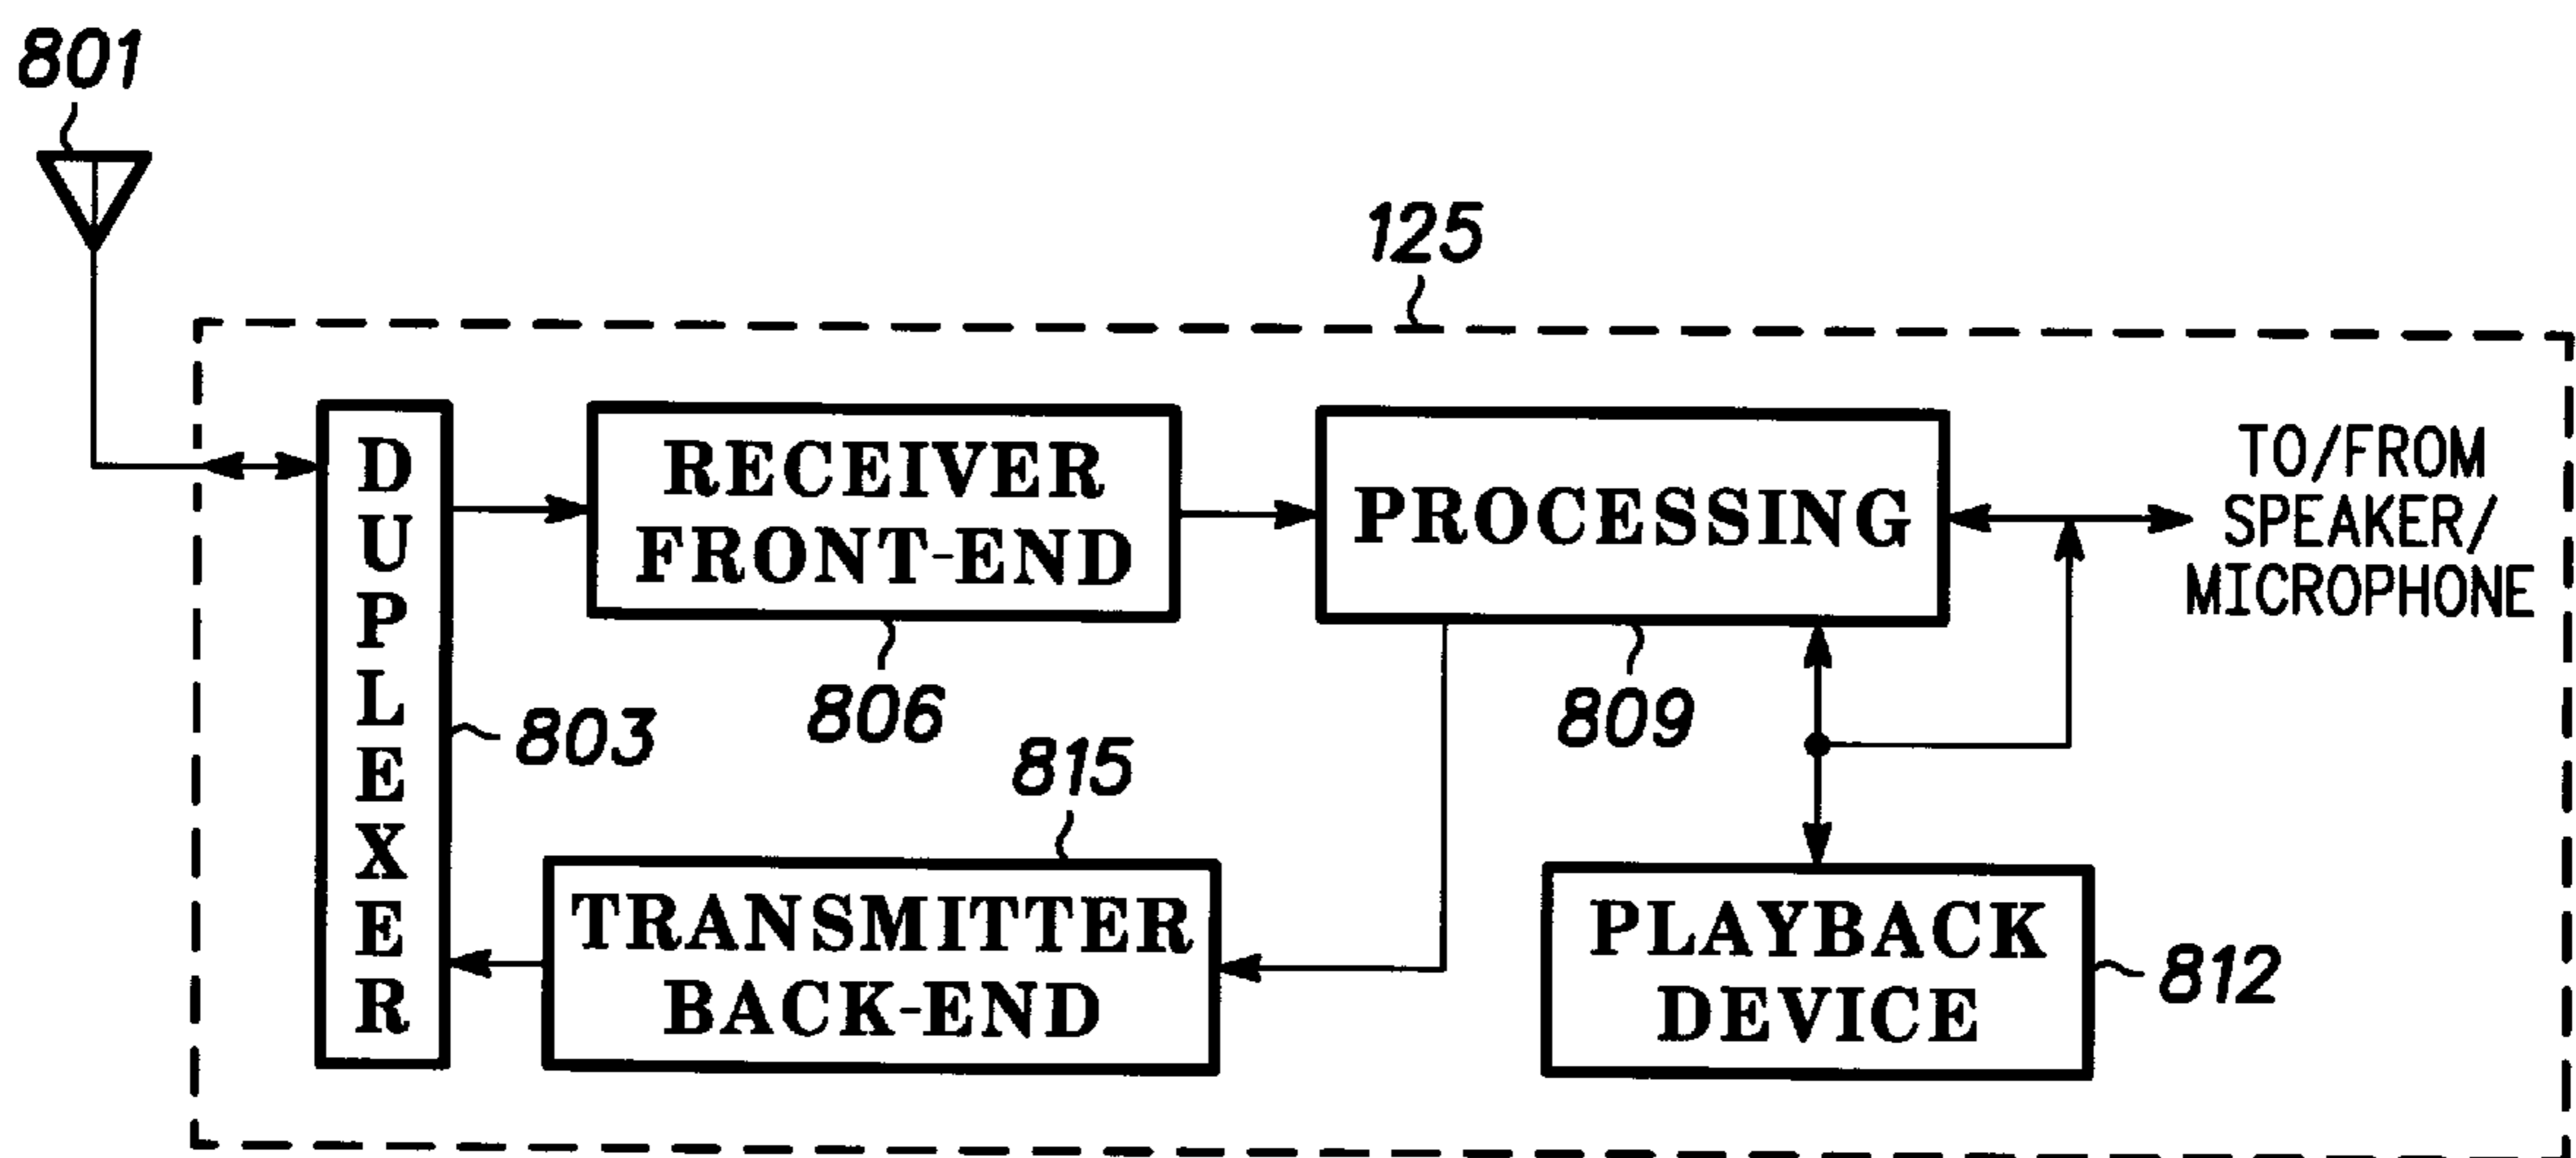 801
125
DUPLEXER
RECEIVER
FRONT-END
PROCESSING
TO/FROM
SPEAKER/
MICROPHONE
806
809
803
815
TRANSMITTER
BACK-END
PLAYBACK
DEVICE
812